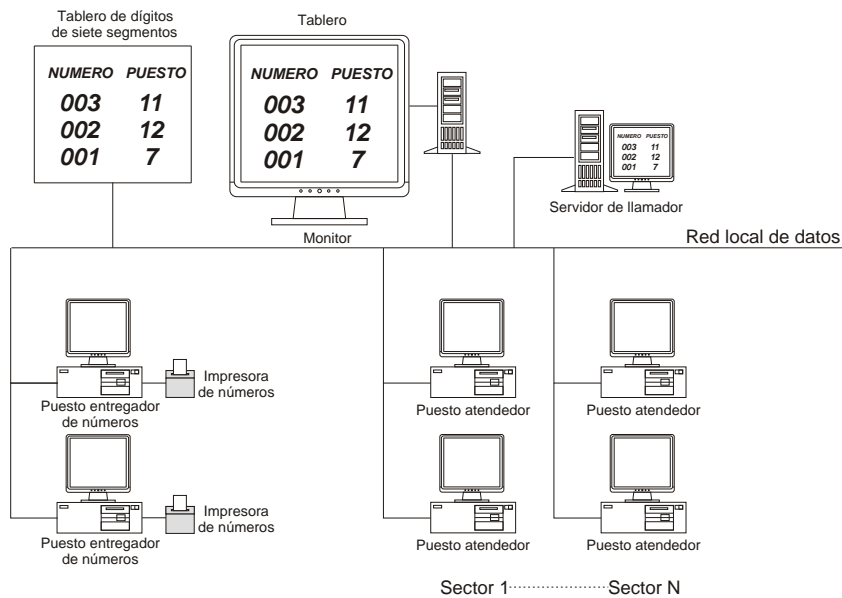 Tablero de dígitos
de siete segmentos
NUMERO PUESTO
003 11
002 12
001 7
Tablero
NUMERO PUESTO
003 11
002 12
001 7
Monitor
NUMERO PUESTO
003 11
002 12
001 7
Servidor de llamador
Red local de datos
Impresora
de números
Puesto entregador
de números
Puesto atendedor
Puesto atendedor
Impresora
de números
Puesto entregador
de números
Puesto atendedor
Puesto atendedor
Sector 1.....................Sector N